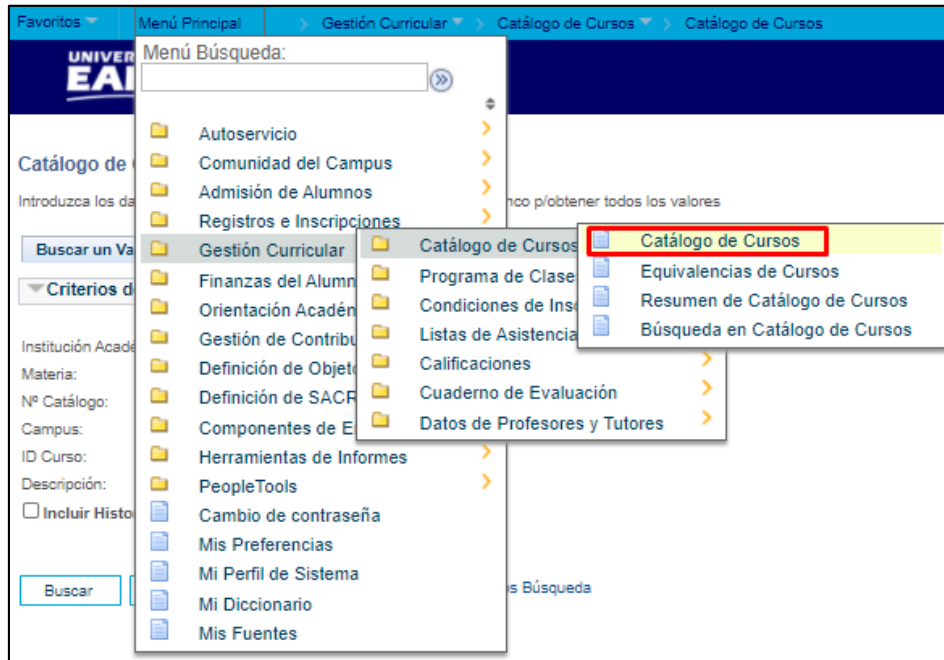 Favoritos Menú Principal Gestión Curricular Catálogo de Cursos Catálogo de Cursos
UNIVER
EAI
Menú Búsqueda:
Autoservicio
Comunidad del Campus
Admisión de Alumnos
Registros e Inscripciones
Gestión Curricular
Finanzas del Alumn
Orientación Académ
Gestión de Contribu
Definición de Objeto
Definición de SACR
Componentes de E
Herramientas de Informes
PeopleTools
Cambio de contraseña
Mis Preferencias
Mi Perfil de Sistema
Mi Diccionario
Mis Fuentes
Catálogo de Cursos
Programa de Clase
Condiciones de Ins
Listas de Asistencia
Calificaciones
Cuaderno de Evaluación
Datos de Profesores y Tutores
Catálogo de Cursos
Equivalencias de Cursos
Resumen de Catálogo de Cursos
Búsqueda en Catálogo de Cursos
Catálogo de
Introduzca los da nco p/obtener todos los valores
Buscar un Va
Criterios d
Institución Acadé
Materia:
Nº Catálogo:
Campus:
ID Curso:
Descripción:
Incluir Histo
Buscar s Búsqueda